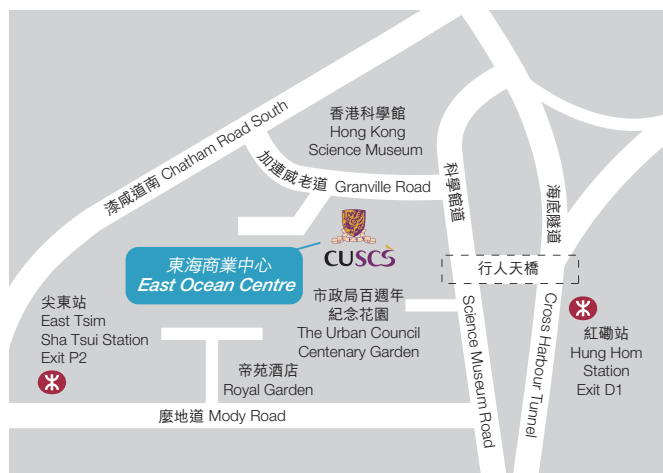 漆咸道南 Chatham Road South
香港科學館
Hong Kong
Science Museum
加連威老道 Granville Road
科學館道
海底隧道
CUSCS
東海商業中心
East Ocean Centre
行人天橋
市政局百週年
紀念花園
The Urban Council
Centenary Garden
尖東站
East Tsim
Sha Tsui Station
Exit P2
帝苑酒店
Royal Garden
Science Museum Road
Cross Harbour Tunnel
紅磡站
Hung Hom
Station
Exit D1
麼地道 Mody Road